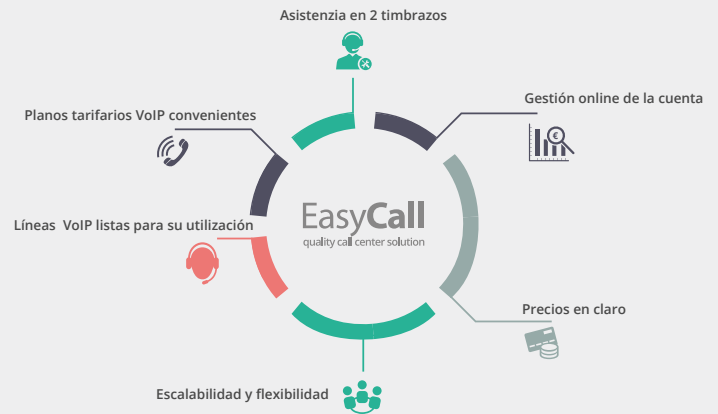 Asistenzia en 2 timbrazos
Gestión online de la cuenta
Planos tarifarios VoIP convenientes
€
EasyCall
quality call center solution
Líneas VoIP listas para su utilización
Precios en claro
Escalabilidad y flexibilidad